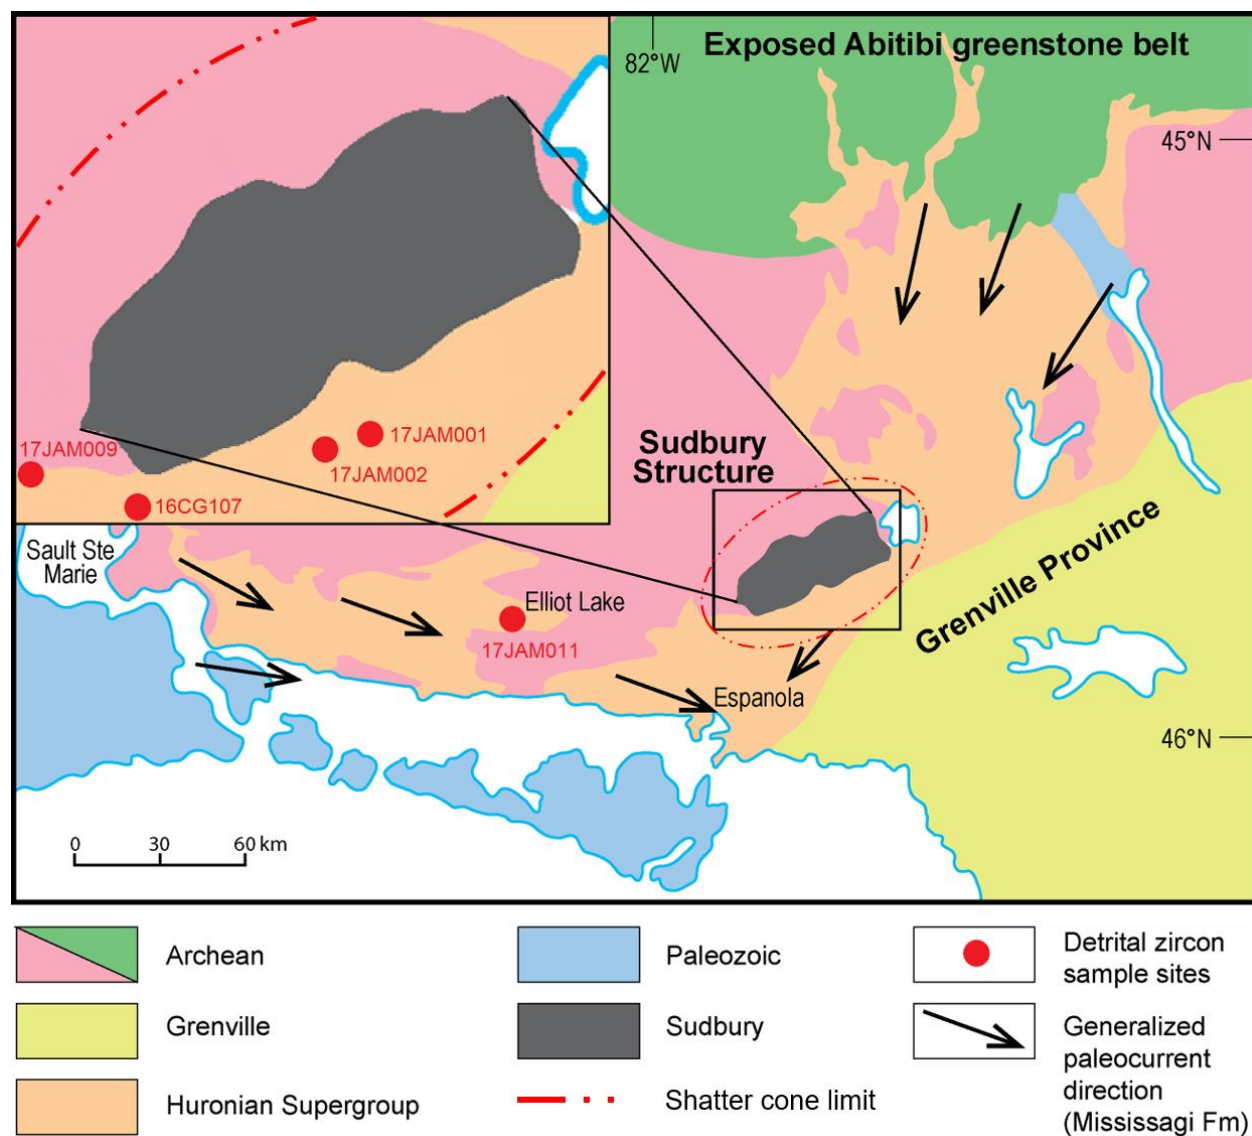 Exposed Abitibi greenstone belt
82°W
45°N
Sudbury
Structure
17JAM009
17JAM001
17JAM002
16CG107
Sault Ste
Marie
Elliot Lake
17JAM011
Grenville Province
Espanola
46°N
0 30 60 km
Archean
Paleozoic
Detrital zircon
sample sites
Grenville
Sudbury
Generalized
paleocurrent
direction
(Mississagi Fm)
Huronian Supergroup
Shatter cone limit